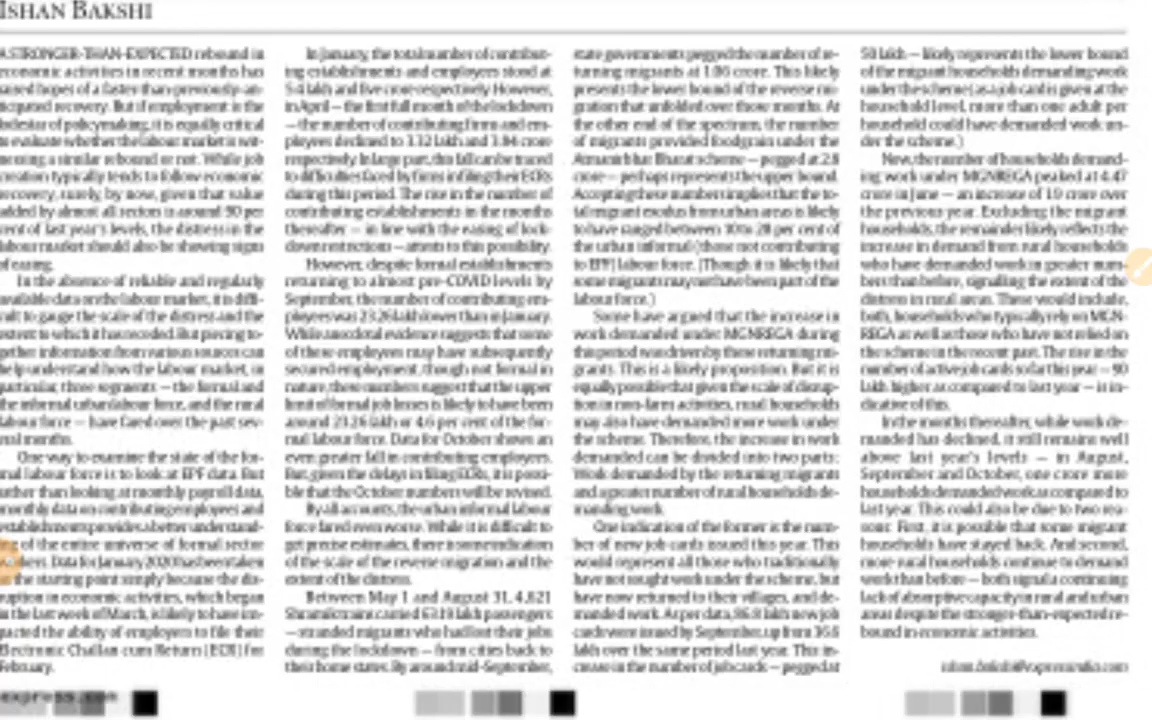 ISHAN BAKSHI
A STRONGER-THAN-EXPECTED rebound in
economic activities in recent months has
raised hopes of a faster than previously-an-
ticipated recovery. But if employment is the
lodestar of policymaking, it is equally critical
to evaluate whether the labour market is wit-
nessing a similar rebound or not. While job
creation typically tends to follow economic
recovery, surely, by now, given that value
added by almost all sectors is around 90 per
cent of last year's levels, the distress in the
labour market should also be showing signs
of easing.
In the absence of reliable and regularly
available data on the labour market, it is diffi-
cult to gauge the scale of the distress and the
extent to which it has receded. But piecing to-
gether information from various sources can
help understand how the labour market, in
particular, three segments — the formal and
the informal urban labour force, and the rural
labour force — have fared over the past sev-
eral months.
One way to examine the state of the for-
mal labour force is to look at EPF data. But
rather than looking at monthly payroll data,
monthly data on contributing employees and
establishments provides a better understand-
of the entire universe of formal sector
Data for January 2020 has been taken
the starting point simply because the dis-
ruption in economic activities, which began
in the last week of March, is likely to have im-
pacted the ability of employers to file their
Electronic Challan cum Return (ECR) for
February.
In January, the total number of contribut-
ing establishments and employees stood at
5.4 lakh and five crore respectively. However,
in April — the first full month of the lockdown
— the number of contributing firms and em-
ployees declined to 3.32 lakh and 3.84 crore
respectively. In large part, this fall can be traced
to difficulties faced by firms in filing their ECRs
during this period. The rise in the number of
contributing establishments in the months
thereafter — in line with the easing of lock-
down restrictions — attests to this possibility.
However, despite formal establishments
returning to almost pre-COVID levels by
September, the number of contributing em-
ployees was 23.26 lakh lower than in January.
While anecdotal evidence suggests that some
of these employees may have subsequently
secured employment, though not formal in
nature, these numbers suggest that the upper
limit of formal job losses is likely to have been
around 23.26 lakh or 4.6 per cent of the for-
mal labour force. Data for October shows an
even greater fall in contributing employees.
But, given the delays in filing ECRs, it is possi-
ble that the October numbers will be revised.
By all accounts, the urban informal labour
force fared even worse. While it is difficult to
get precise estimates, there is some indication
of the scale of the reverse migration and the
extent of the distress.
Between May 1 and August 31, 4,621
Shramik trains carried 63.19 lakh passengers
— stranded migrants who had lost their jobs
during the lockdown — from cities back to
their home states. By around mid-September,
state governments pegged the number of re-
turning migrants at 1.06 crore. This likely
presents the lower bound of the reverse mi-
gration that unfolded over those months. At
the other end of the spectrum, the number
of migrants provided foodgrain under the
Atmanirbhar Bharat scheme — pegged at 2.8
crore — perhaps represents the upper bound.
Accepting these numbers implies that the to-
tal migrant exodus from urban areas is likely
to have ranged between 10 to 28 per cent of
the urban informal (those not contributing
to EPF) labour force. (Though it is likely that
some migrants may not have been part of the
labour force.)
Some have argued that the increase in
work demanded under MGNREGA during
this period was driven by these returning mi-
grants. This is a likely proposition. But it is
equally possible that given the scale of disrup-
tion in non-farm activities, rural households
may also have demanded more work under
the scheme. Therefore, the increase in work
demanded can be divided into two parts:
Work demanded by the returning migrants
and a greater number of rural households de-
manding work.
One indication of the former is the num-
ber of new job cards issued this year. This
would represent all those who traditionally
have not sought work under the scheme, but
have now returned to their villages, and de-
manded work. As per data, 86.8 lakh new job
cards were issued by September, up from 36.6
lakh over the same period last year. This in-
crease in the number of job cards — pegged at
50 lakh — likely represents the lower bound
of the migrant households demanding work
under the scheme( as a job card is given at the
household level, more than one adult per
household could have demanded work un-
der the scheme.)
Now, the number of households demand-
ing work under MGNREGA peaked at 4.47
crore in June — an increase of 1.9 crore over
the previous year. Excluding the migrant
households, the remainder likely reflects the
increase in demand from rural households
who have demanded work in greater num-
bers than before, signalling the extent of the
distress in rural areas. These would include,
both, households who typically rely on MGN-
REGA as well as those who have not relied on
the scheme in the recent past. The rise in the
number of active job cards so far this year — 90
lakh higher as compared to last year — is in-
dicative of this.
In the months thereafter, while work de-
manded has declined, it still remains well
above last year's levels — in August,
September and October, one crore more
households demanded work as compared to
last year. This could also be due to two rea-
sons: First, it is possible that some migrant
households have stayed back. And second,
more rural households continue to demand
work than before — both signal a continuing
lack of absorptive capacity in rural and urban
areas despite the stronger-than-expected re-
bound in economic activities.
ishan.bakshi@expressindia.com
express.com